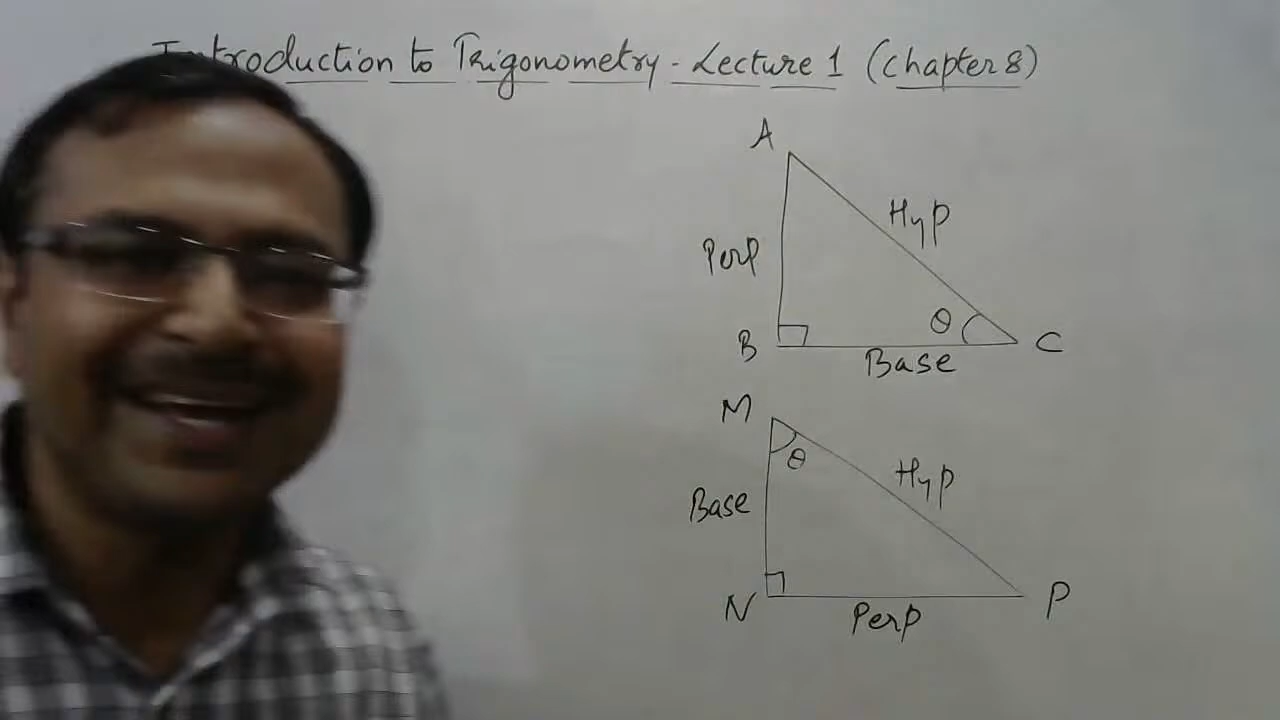 Introduction to Trigonometry - Lecture 1 (Chapter 8)
A
Hyp
Perp
θ
B
C
Base
M
θ
Hyp
Base
N
P
Perp